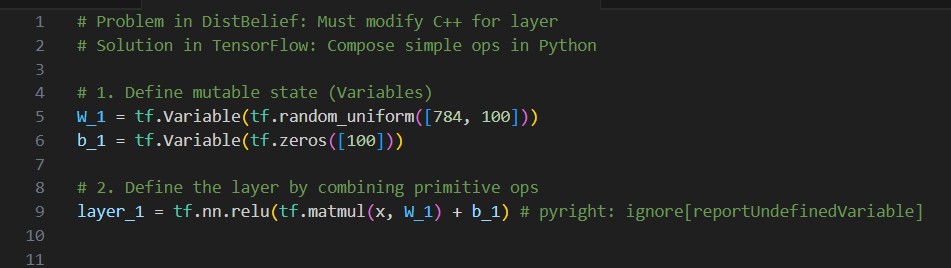 1 # Problem in DistBelief: Must modify C++ for layer
2 # Solution in TensorFlow: Compose simple ops in Python
3
4 # 1. Define mutable state (Variables)
5 W_1 = tf.Variable(tf.random_uniform([784, 100]))
6 b_1 = tf.Variable(tf.zeros([100]))
7
8 # 2. Define the layer by combining primitive ops
9 layer_1 = tf.nn.relu(tf.matmul(x, W_1) + b_1) # pyright: ignore[reportUndefinedVariable]
10
11